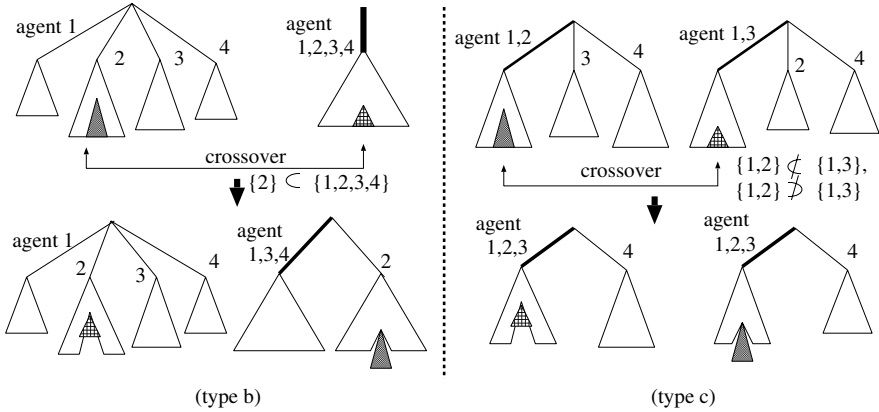 agent 1
2
3
4
agent
1,2,3,4
crossover
{2} ⊂ {1,2,3,4}
agent 1
2
3
4
agent
1,3,4
2
(type b)
agent 1,2
3
4
agent 1,3
2
4
crossover
{1,2} ⊄ {1,3},
{1,2} ⊅ {1,3}
agent
1,2,3
4
agent
1,2,3
4
(type c)